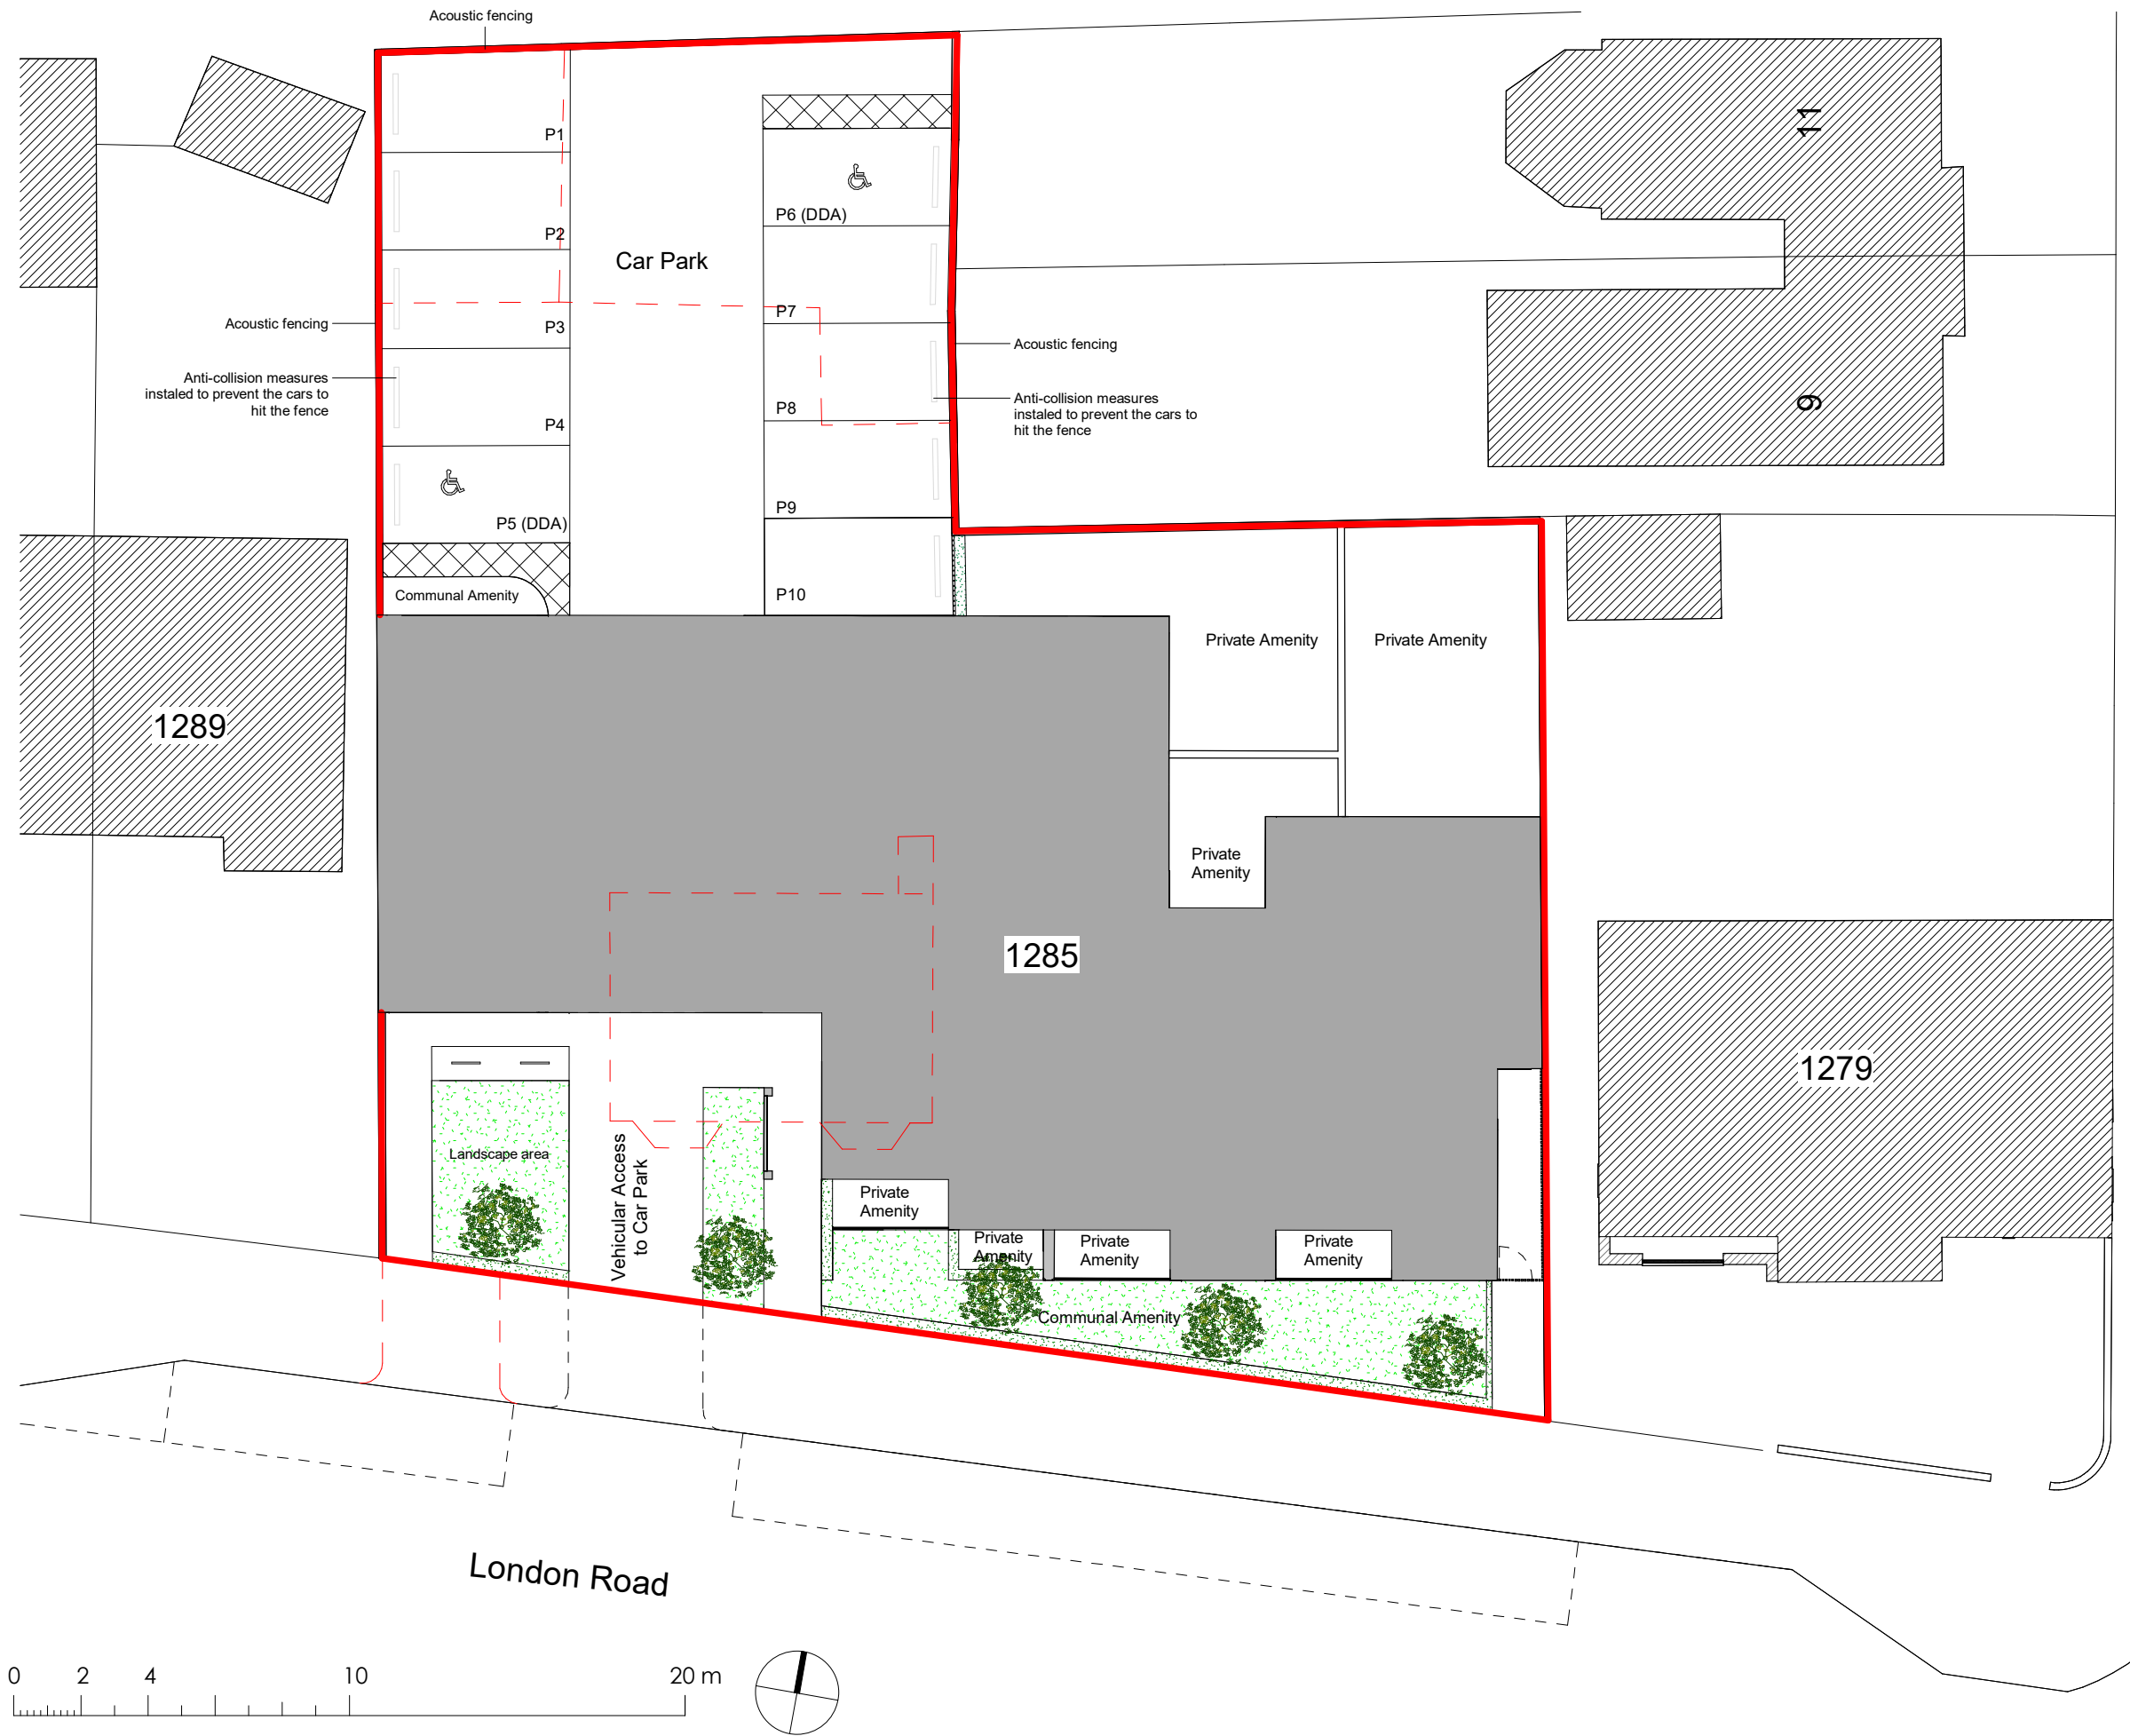 Acoustic fencing
P1
P2
P6 (DDA)
Car Park
P7
P3
Acoustic fencing
Acoustic fencing
Anti-collision measures
instaled to prevent the cars to
hit the fence
Anti-collision measures
instaled to prevent the cars to
hit the fence
P8
P4
P9
P5 (DDA)
Communal Amenity
P10
11
9
Private Amenity
Private Amenity
1289
Private
Amenity
1285
1279
Landscape area
Vehicular Access
to Car Park
Private
Amenity
Private
Amenity
Private
Amenity
Private
Amenity
Communal Amenity
London Road
0 2 4 10 20 m